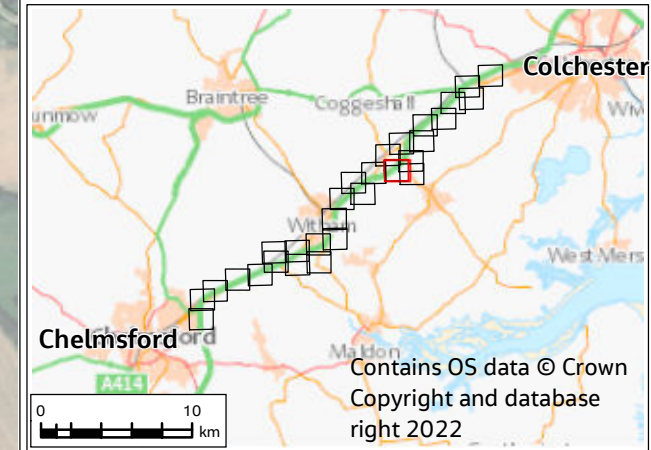 Colchester
Braintree
Coggeshall
unmow
Wiv
Witham
West Mers
Chelmsford
Maldon
A414
Contains OS data © Crown
Copyright and database
right 2022
0 10
km